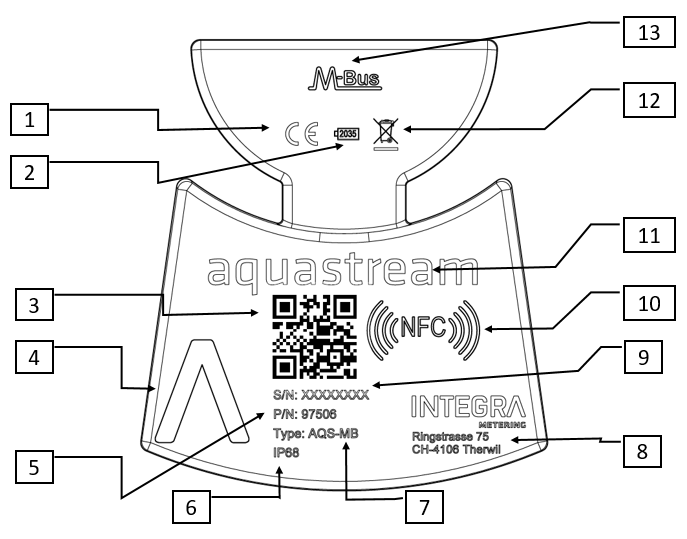 13
M-Bus
1
CE
2035
12
2
aquastream
11
3
NFC
10
4
S/N: XXXXXXXX
9
P/N: 97506
INTEGRA
METERING
Type: AQS-MB
Ringstrasse 75
IP68
CH-4106 Therwil
8
5
6
7